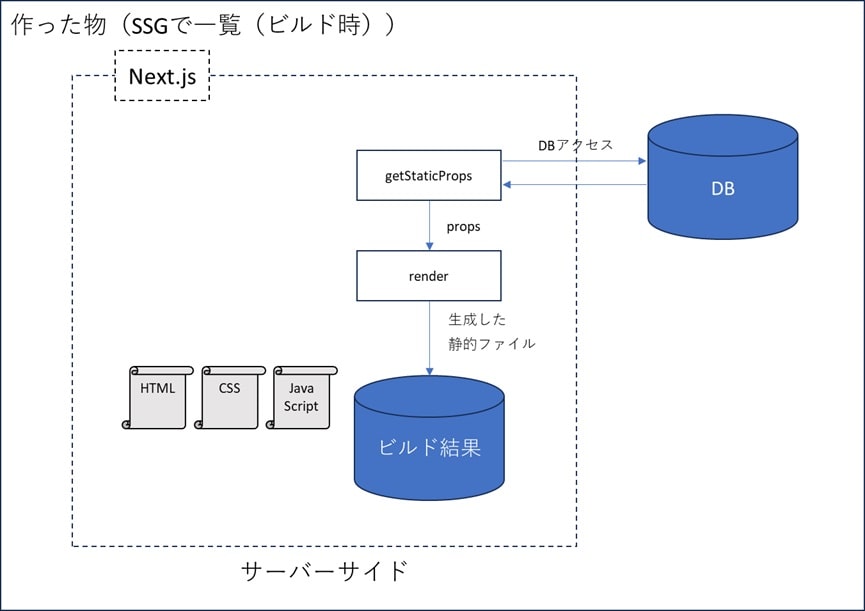 作った物（SSGで一覧（ビルド時））
Next.js
DBアクセス
getStaticProps
DB
props
render
生成した
静的ファイル
HTML
CSS
Java
Script
ビルド結果
サーバーサイド